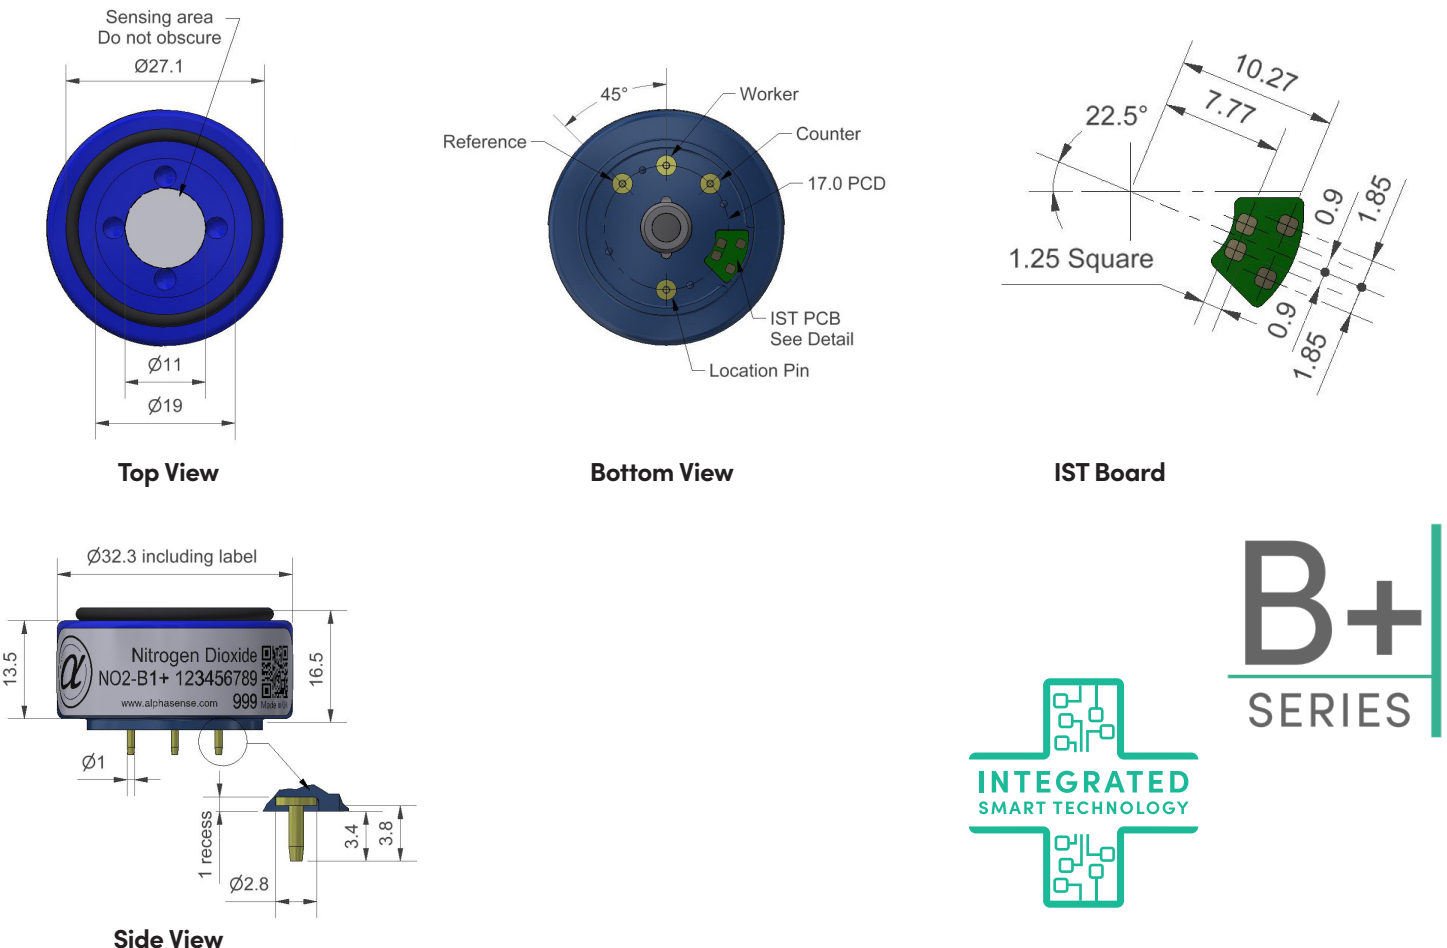 Sensing area
Do not obscure
Ø27.1
Ø11
Ø19
Top View
45°
Worker
Reference
Counter
17.0 PCD
IST PCB
See Detail
Location Pin
Bottom View
10.27
7.77
22.5°
0.9
1.85
1.25 Square
0.9
1.85
IST Board
Ø32.3 including label
13.5
16.5
α
Nitrogen Dioxide
NO2-B1+ 123456789
www.alphasense.com 999 Made in UK
Ø1
1 recess
3.4
3.8
Ø2.8
Side View
INTEGRATED
SMART TECHNOLOGY
B+
SERIES